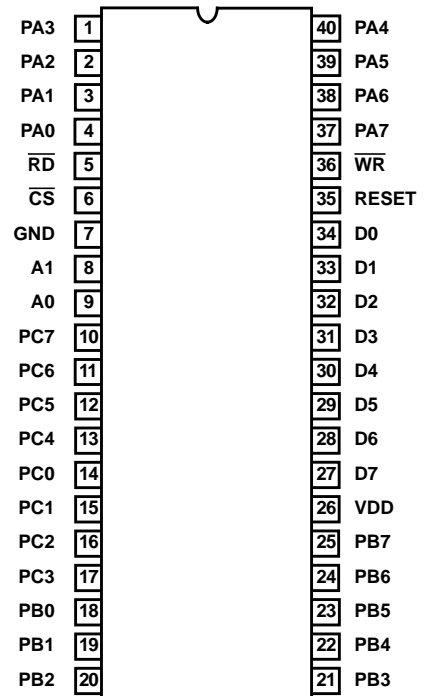 PA3 1 40 PA4
PA2 2 39 PA5
PA1 3 38 PA6
PA0 4 37 PA7
R̅D̅ 5 36 W̅R̅
C̅S̅ 6 35 RESET
GND 7 34 D0
A1 8 33 D1
A0 9 32 D2
PC7 10 31 D3
PC6 11 30 D4
PC5 12 29 D5
PC4 13 28 D6
PC0 14 27 D7
PC1 15 26 VDD
PC2 16 25 PB7
PC3 17 24 PB6
PB0 18 23 PB5
PB1 19 22 PB4
PB2 20 21 PB3